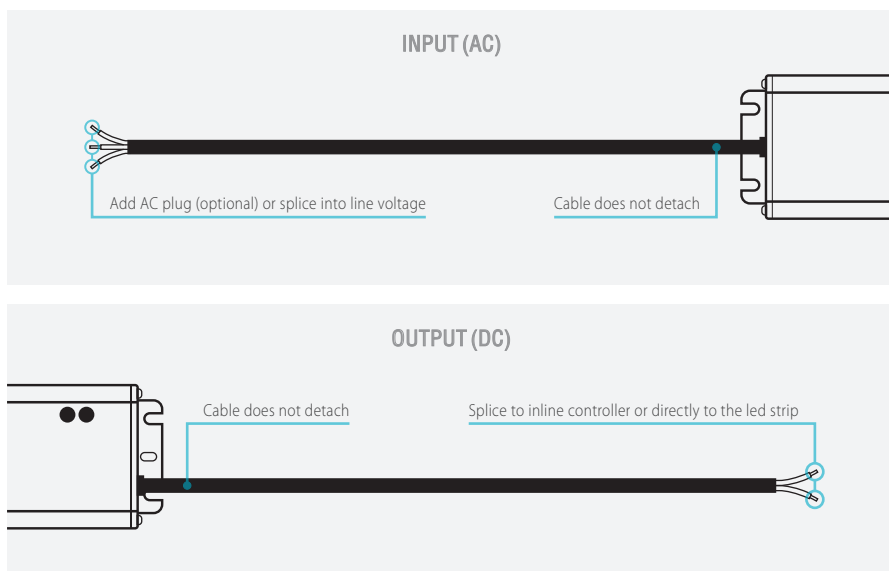 INPUT (AC)
Add AC plug (optional) or splice into line voltage
Cable does not detach
OUTPUT (DC)
Cable does not detach
Splice to inline controller or directly to the led strip